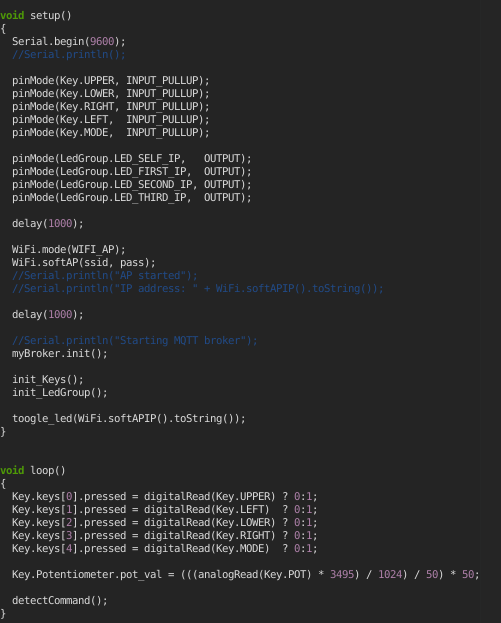 void setup()
{
  Serial.begin(9600);
  //Serial.println();

  pinMode(Key.UPPER, INPUT_PULLUP);
  pinMode(Key.LOWER, INPUT_PULLUP);
  pinMode(Key.RIGHT, INPUT_PULLUP);
  pinMode(Key.LEFT,  INPUT_PULLUP);
  pinMode(Key.MODE,  INPUT_PULLUP);

  pinMode(LedGroup.LED_SELF_IP,   OUTPUT);
  pinMode(LedGroup.LED_FIRST_IP,  OUTPUT);
  pinMode(LedGroup.LED_SECOND_IP, OUTPUT);
  pinMode(LedGroup.LED_THIRD_IP,  OUTPUT);

  delay(1000);

  WiFi.mode(WIFI_AP);
  WiFi.softAP(ssid, pass);
  //Serial.println("AP started");
  //Serial.println("IP address: " + WiFi.softAPIP().toString());

  delay(1000);

  //Serial.println("Starting MQTT broker");
  myBroker.init();

  init_Keys();
  init_LedGroup();

  toogle_led(WiFi.softAPIP().toString());
}

void loop()
{
  Key.keys[0].pressed = digitalRead(Key.UPPER) ? 0:1;
  Key.keys[1].pressed = digitalRead(Key.LEFT)  ? 0:1;
  Key.keys[2].pressed = digitalRead(Key.LOWER) ? 0:1;
  Key.keys[3].pressed = digitalRead(Key.RIGHT) ? 0:1;
  Key.keys[4].pressed = digitalRead(Key.MODE)  ? 0:1;

  Key.Potentiometer.pot_val = (((analogRead(Key.POT) * 3495) / 1024) / 50) * 50;

  detectCommand();
}